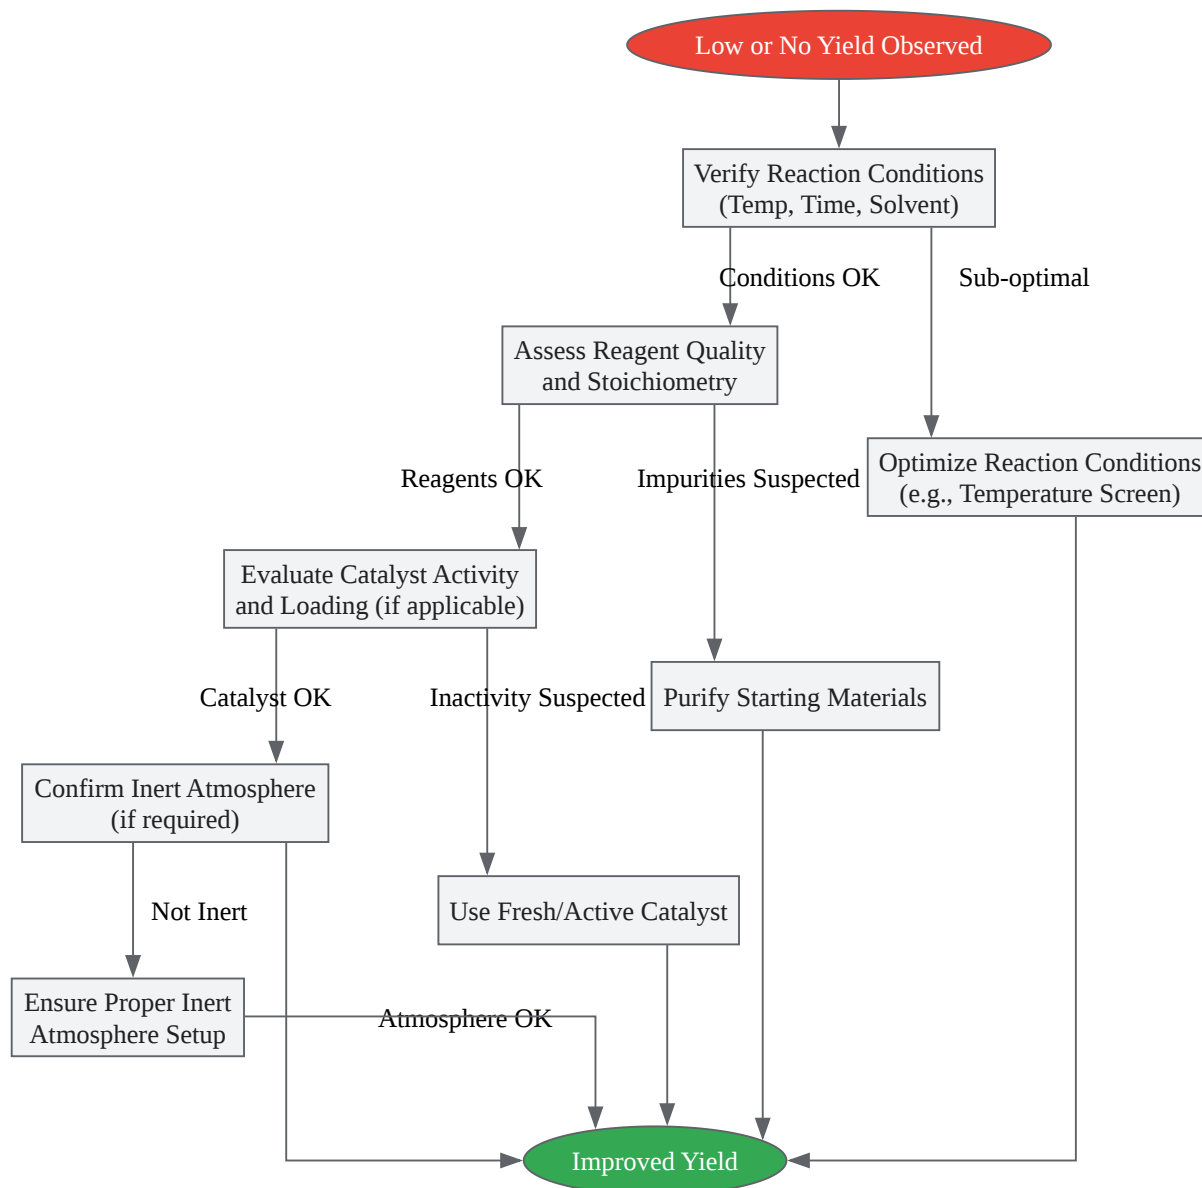 Low or No Yield Observed
Verify Reaction Conditions
(Temp, Time, Solvent)
Conditions OK
Sub-optimal
Assess Reagent Quality
and Stoichiometry
Optimize Reaction Conditions
(e.g., Temperature Screen)
Reagents OK
Impurities Suspected
Evaluate Catalyst Activity
and Loading (if applicable)
Catalyst OK
Inactivity Suspected
Purify Starting Materials
Confirm Inert Atmosphere
(if required)
Not Inert
Use Fresh/Active Catalyst
Ensure Proper Inert
Atmosphere Setup
Atmosphere OK
Improved Yield